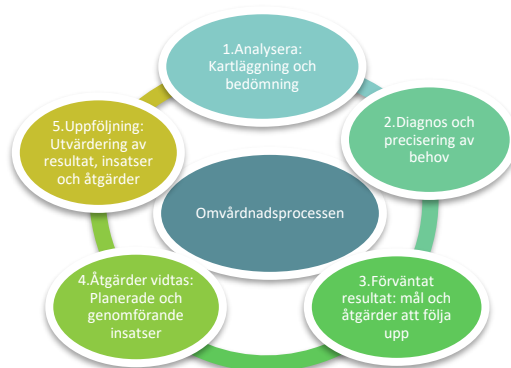 1.Analysera:
Kartläggning och
bedömning
2.Diagnos och
precisering av
behov
3.Förväntat
resultat: mål och
åtgärder att följa
upp
4.Åtgärder vidtas:
Planerade och
genomförande
insatser
5.Uppföljning:
Utvärdering av
resultat, insatser
och åtgärder
Omvårdnadsprocessen